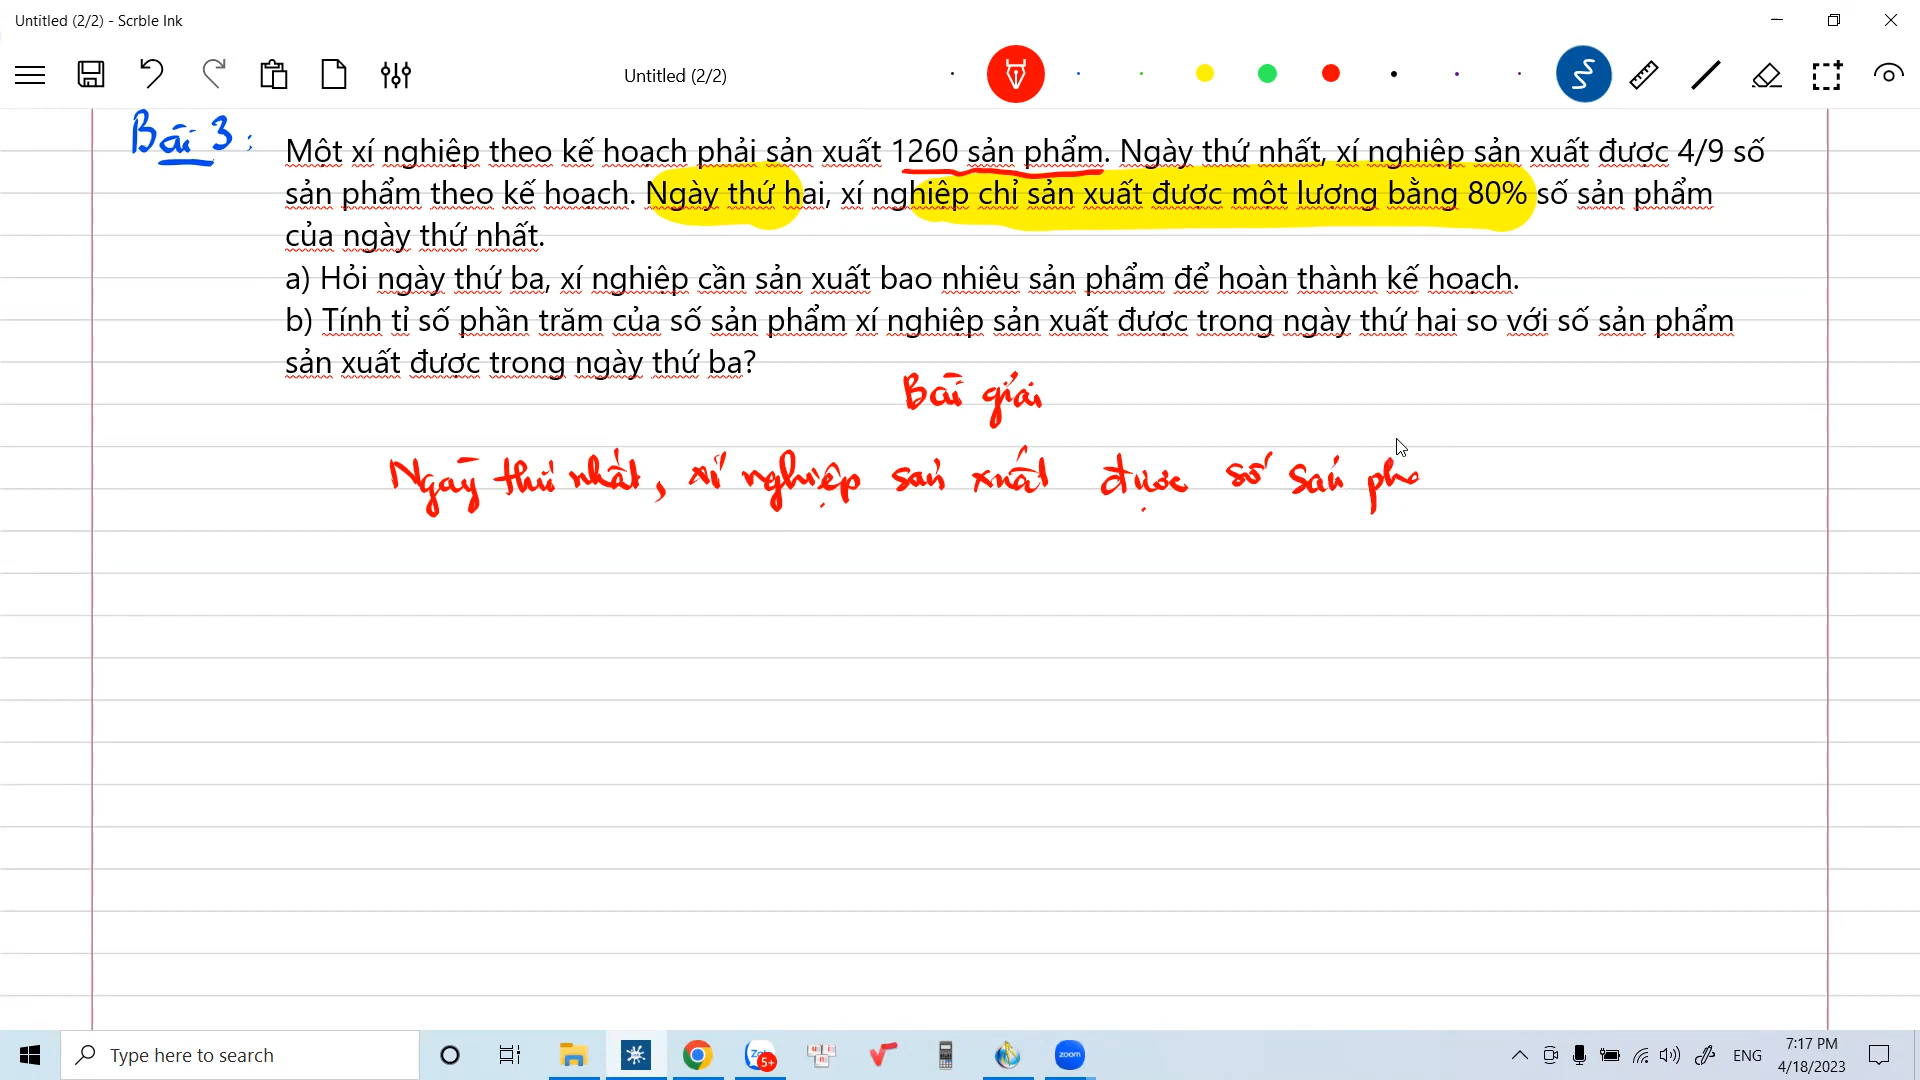 Untitled (2/2) - Scrble Ink
Untitled (2/2)
Bài 3:
Một xí nghiệp theo kế hoạch phải sản xuất 1260 sản phẩm. Ngày thứ nhất, xí nghiệp sản xuất được 4/9 số
sản phẩm theo kế hoạch. Ngày thứ hai, xí nghiệp chỉ sản xuất được một lượng bằng 80% số sản phẩm
của ngày thứ nhất.
a) Hỏi ngày thứ ba, xí nghiệp cần sản xuất bao nhiêu sản phẩm để hoàn thành kế hoạch.
b) Tính tỉ số phần trăm của số sản phẩm xí nghiệp sản xuất được trong ngày thứ hai so với số sản phẩm
sản xuất được trong ngày thứ ba?
Bài giải
Ngày thứ nhất, xí nghiệp sản xuất được số sản phẩ
Type here to search
5+
zoom
ENG
7:17 PM
4/18/2023